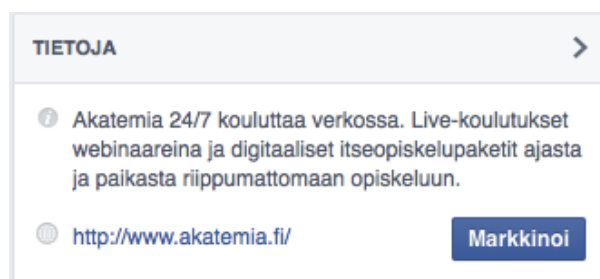 TIETOJA
Akatemia 24/7 kouluttaa verkossa. Live-koulutukset
webinaareina ja digitaaliset itseopiskelupaketit ajasta
ja paikasta riippumattomaan opiskeluun.
http://www.akatemia.fi/ Markkinoi